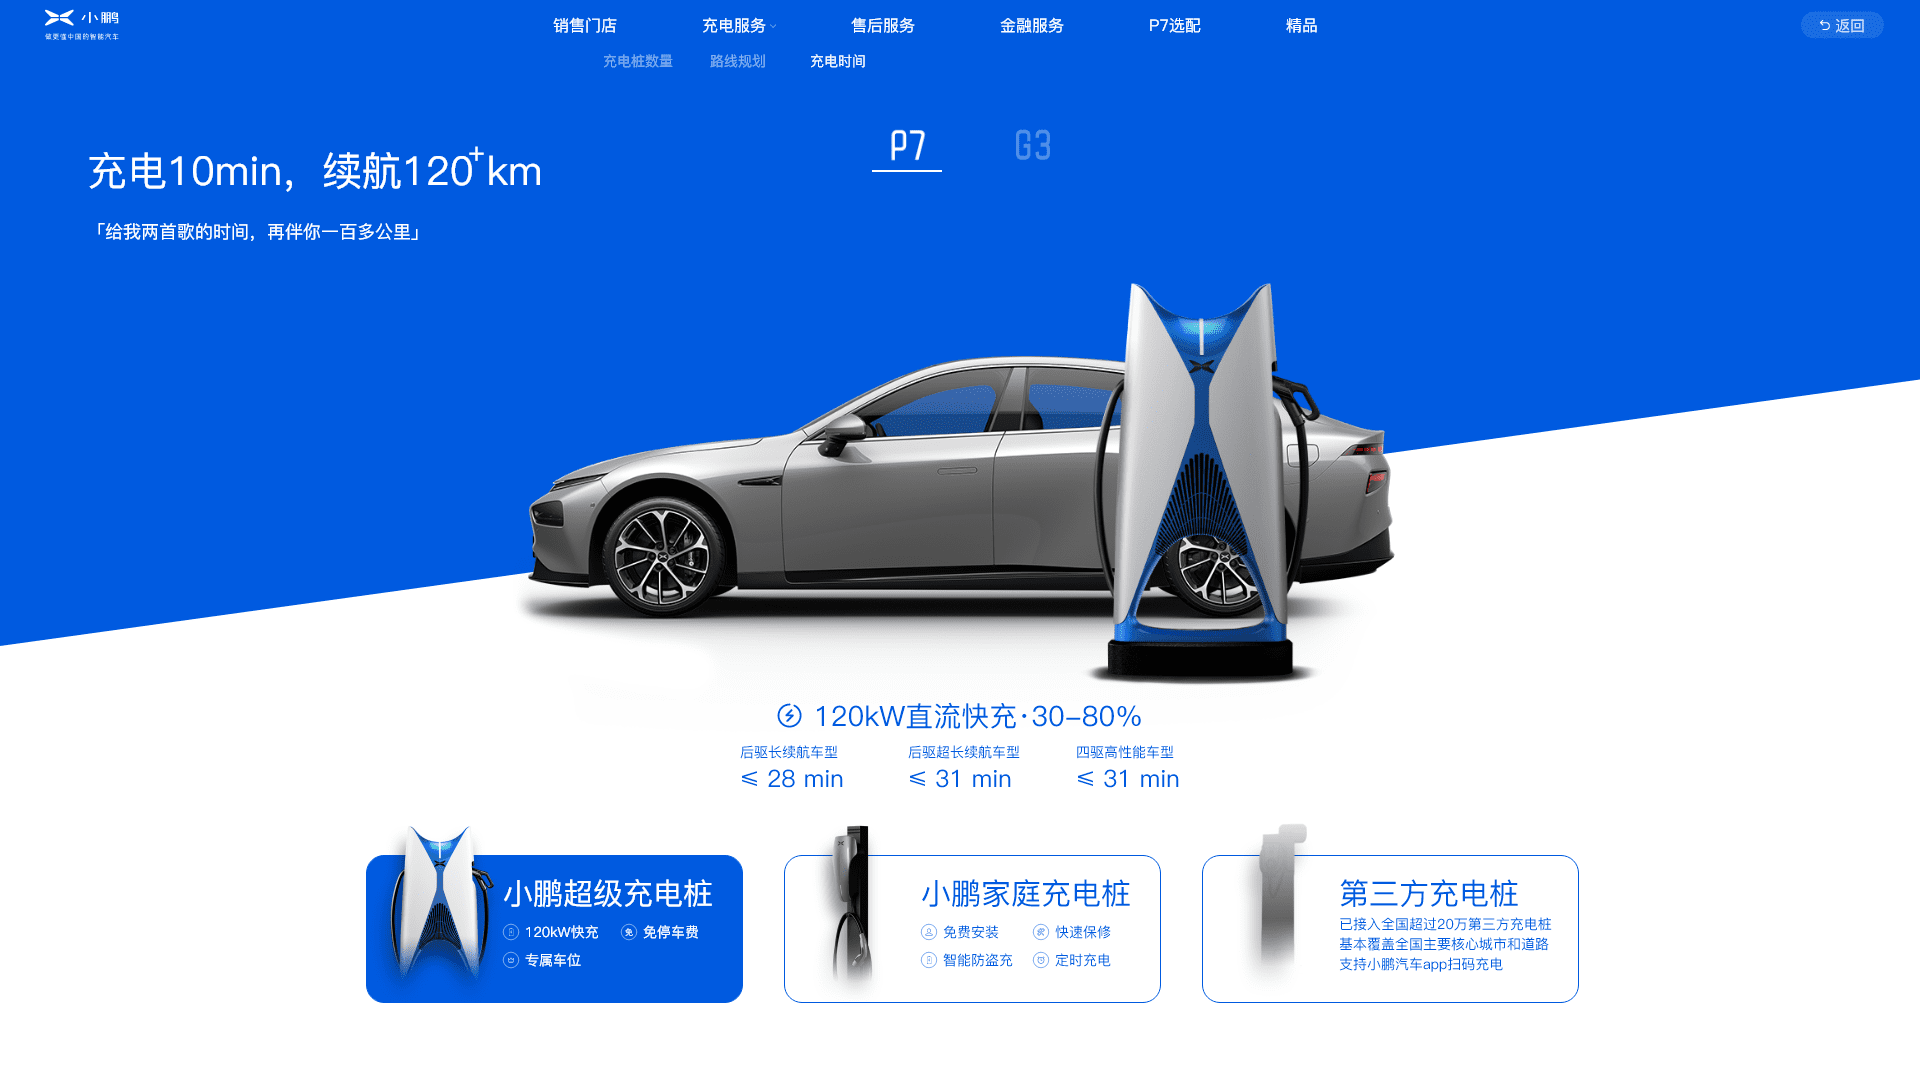 小鹏
做更懂中国的智能汽车
销售门店
充电服务
售后服务
金融服务
P7选配
精品
返回
充电桩数量
路线规划
充电时间
P7
G3
充电10min，续航120+km
「给我两首歌的时间，再伴你一百多公里」
120kW直流快充·30-80%
后驱长续航车型
后驱超长续航车型
四驱高性能车型
≤ 28 min
≤ 31 min
≤ 31 min
小鹏超级充电桩
120kW快充
免 免停车费
专属车位
小鹏家庭充电桩
免费安装
快速保修
智能防盗充
定时充电
第三方充电桩
已接入全国超过20万第三方充电桩
基本覆盖全国主要核心城市和道路
支持小鹏汽车app扫码充电